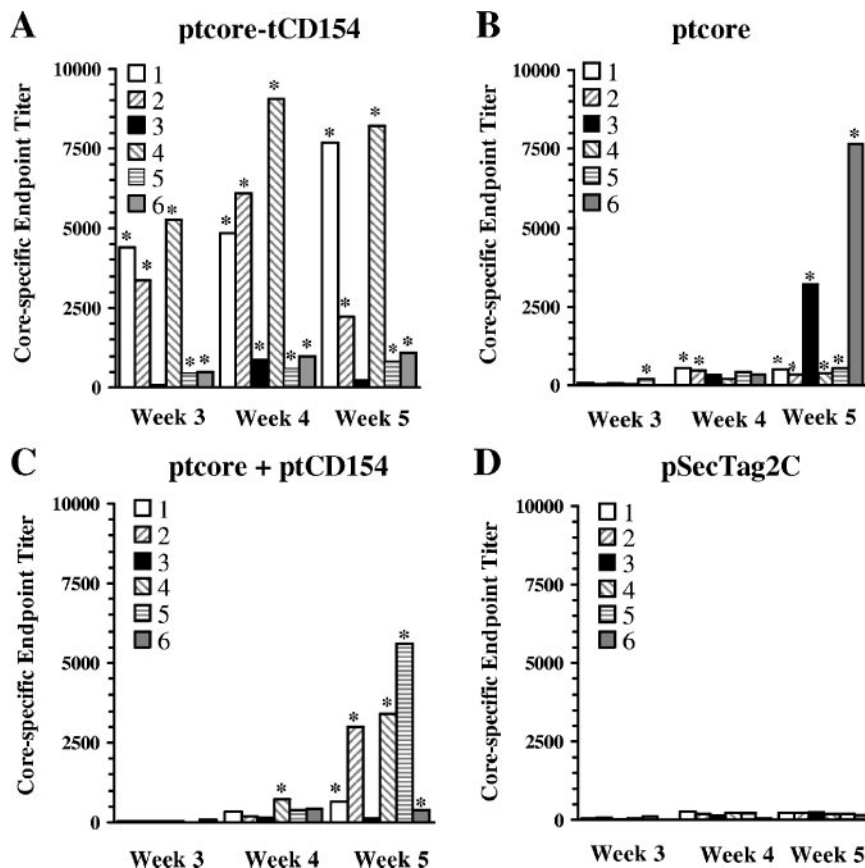 A
ptcore-tCD154
Core-specific Endpoint Titer
10000
7500
5000
2500
0
1
2
3
4
5
6
* * * * *
* * * * * *
* * * * *
Week 3 Week 4 Week 5
B
ptcore
Core-specific Endpoint Titer
10000
7500
5000
2500
0
1
2
3
4
5
6
*
* *
* * * * * *
Week 3 Week 4 Week 5
C
ptcore + ptCD154
Core-specific Endpoint Titer
10000
7500
5000
2500
0
1
2
3
4
5
6
*
* * * * *
Week 3 Week 4 Week 5
D
pSecTag2C
Core-specific Endpoint Titer
10000
7500
5000
2500
0
1
2
3
4
5
6
Week 3 Week 4 Week 5